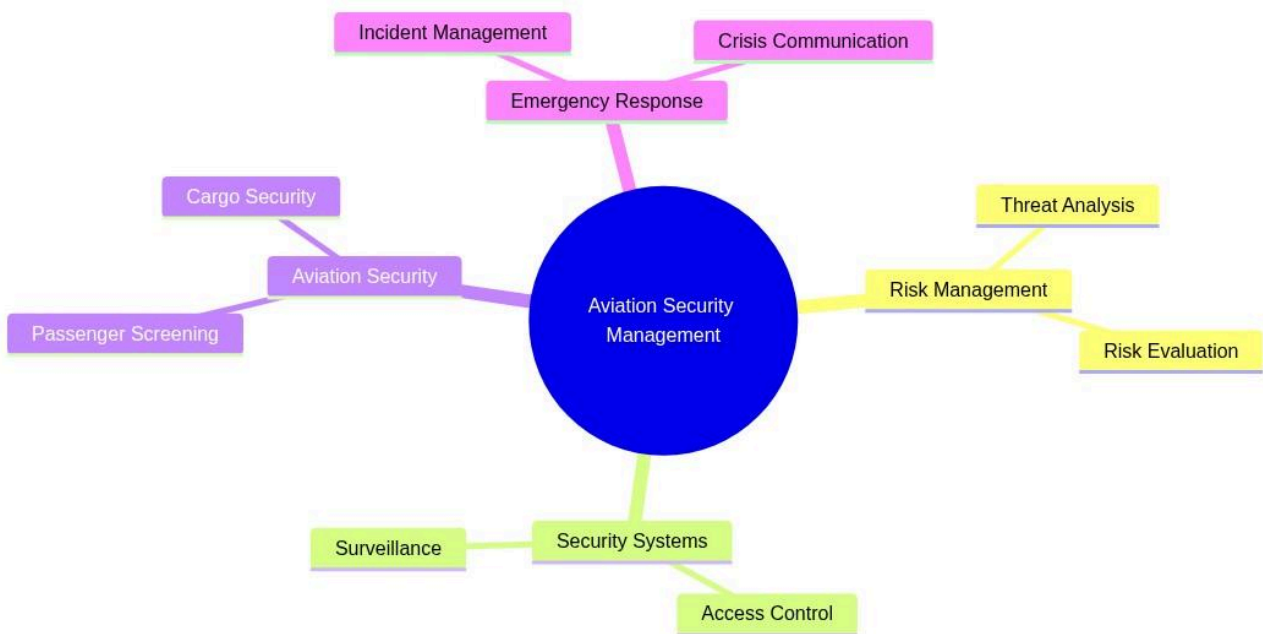 Incident Management
Crisis Communication
Emergency Response
Cargo Security
Threat Analysis
Aviation Security
Risk Management
Passenger Screening
Aviation Security
Management
Risk Evaluation
Surveillance
Security Systems
Access Control